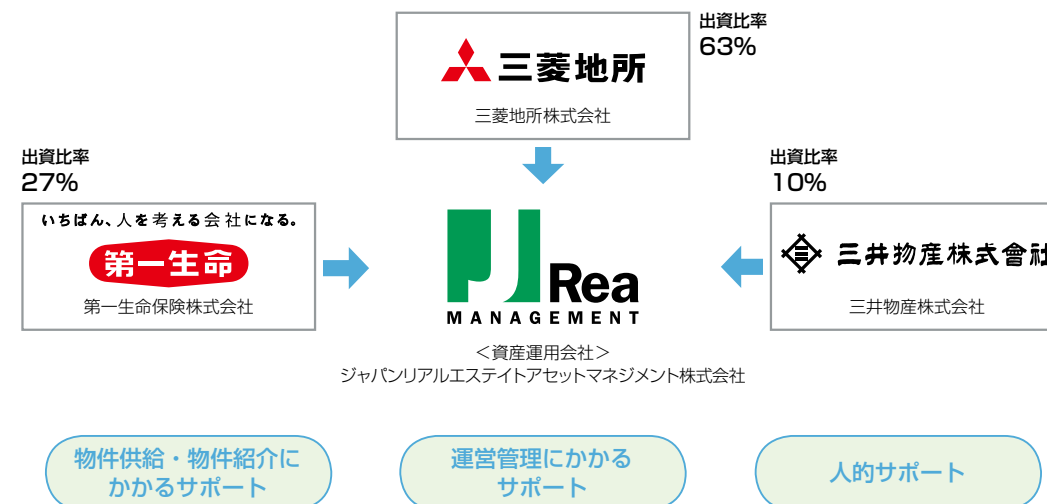 出資比率
63%
三菱地所
三菱地所株式会社
出資比率
27%
いちばん、人を考える会社になる。
第一生命
第一生命保険株式会社
出資比率
10%
三井物産株式會社
三井物産株式会社
J Rea
MANAGEMENT
＜資産運用会社＞
ジャパンリアルエステイトアセットマネジメント株式会社
物件供給・物件紹介に
かかるサポート
運営管理にかかる
サポート
人的サポート